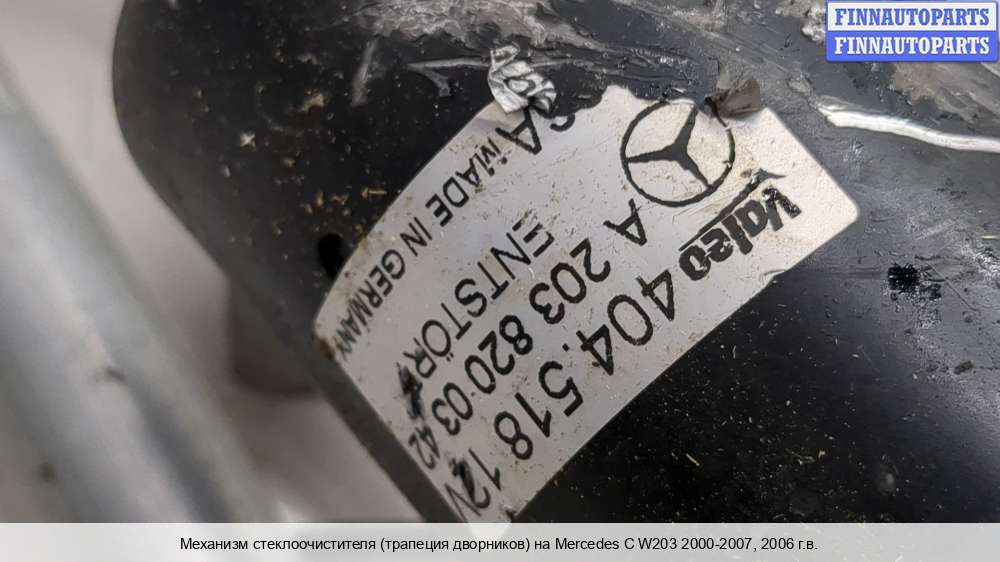 FINNAUTOPARTS
FINNAUTOPARTS
Valeo 404.518 12V
A 203 820 03 42
MADE IN GERMANY
Механизм стеклоочистителя (трапеция дворников) на Mercedes C W203 2000-2007, 2006 г.в.